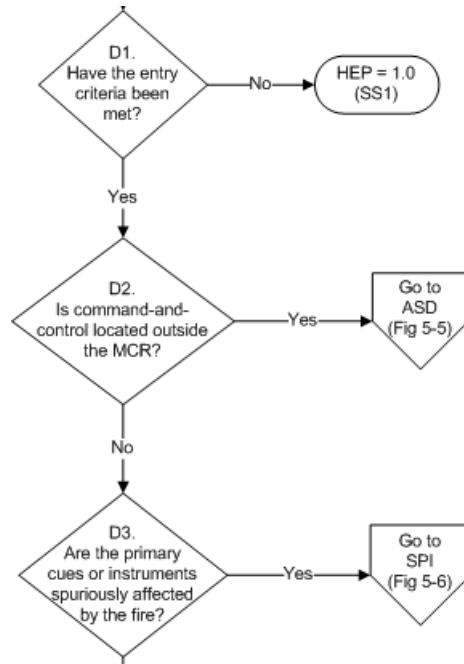 D1.
Have the entry
criteria been
met?
No
HEP = 1.0
(SS1)
Yes
D2.
Is command-and-
control located outside
the MCR?
Yes
Go to
ASD
(Fig 5-5)
No
D3.
Are the primary
cues or instruments
spuriously affected
by the fire?
Yes
Go to
SPI
(Fig 5-6)